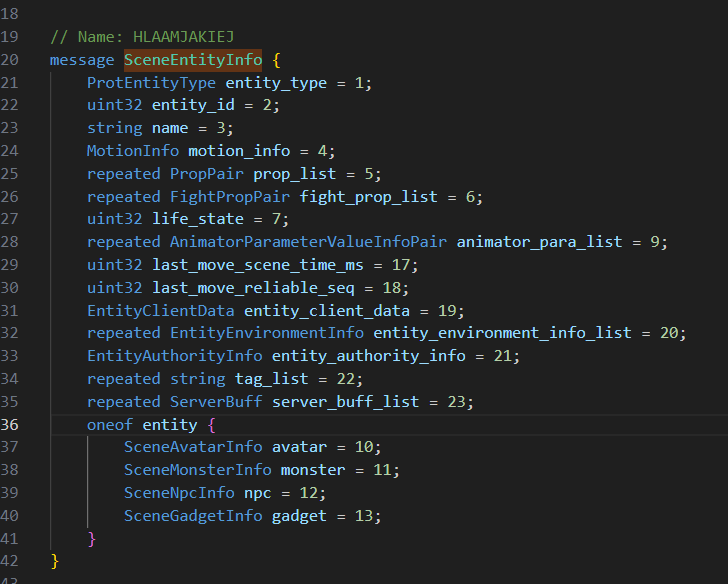 18
19 // Name: HLAAMJAKIEJ
20 message SceneEntityInfo {
21 ProtEntityType entity_type = 1;
22 uint32 entity_id = 2;
23 string name = 3;
24 MotionInfo motion_info = 4;
25 repeated PropPair prop_list = 5;
26 repeated FightPropPair fight_prop_list = 6;
27 uint32 life_state = 7;
28 repeated AnimatorParameterValueInfoPair animator_para_list = 9;
29 uint32 last_move_scene_time_ms = 17;
30 uint32 last_move_reliable_seq = 18;
31 EntityClientData entity_client_data = 19;
32 repeated EntityEnvironmentInfo entity_environment_info_list = 20;
33 EntityAuthorityInfo entity_authority_info = 21;
34 repeated string tag_list = 22;
35 repeated ServerBuff server_buff_list = 23;
36 oneof entity {
37 SceneAvatarInfo avatar = 10;
38 SceneMonsterInfo monster = 11;
39 SceneNpcInfo npc = 12;
40 SceneGadgetInfo gadget = 13;
41 }
42 }
43